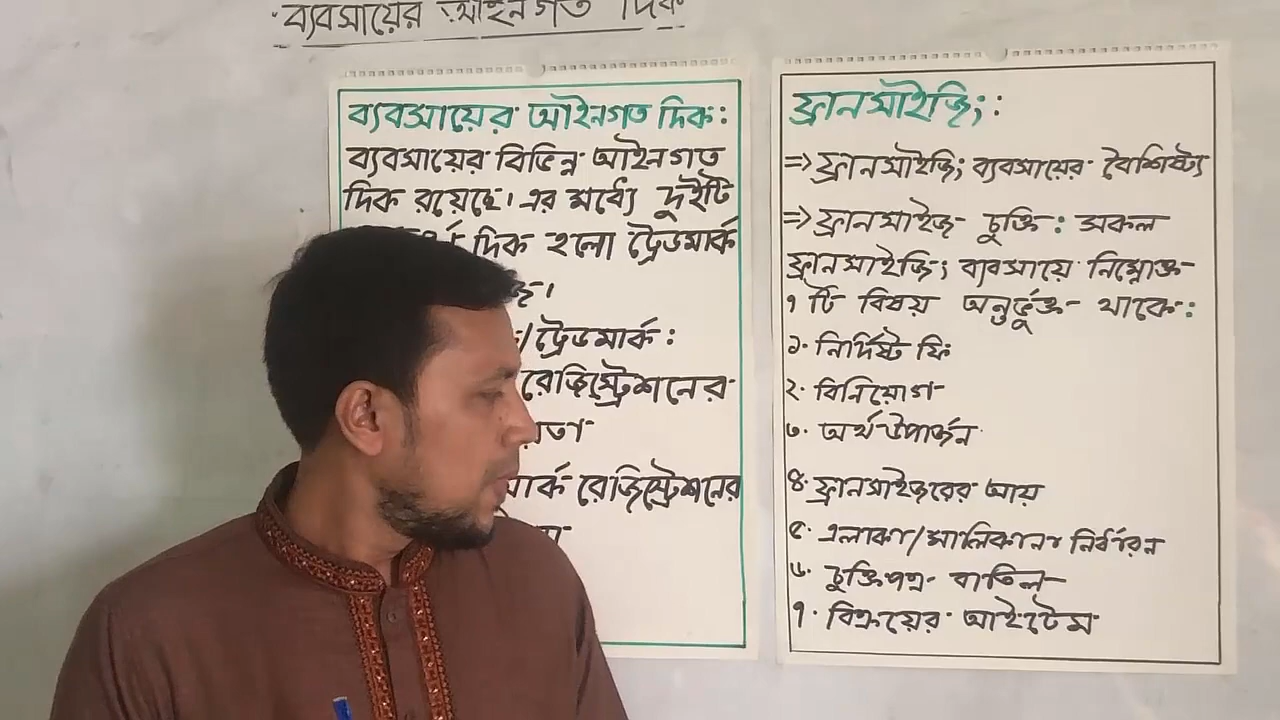 ব্যবসায়ের আইনগত দিক
ব্যবসায়ের আইনগত দিক:
ব্যবসায়ের বিভিন্ন আইনগত
দিক রয়েছে। এর মধ্যে দুইটি
দিক হলো ট্রেডমার্ক
/ট্রেডমার্ক:
রেজিস্ট্রেশনের
রেজিস্ট্রেশনের
ফ্রানসাইজিং:
=> ফ্রানসাইজিং ব্যবসায়ের বৈশিষ্ট্য
=> ফ্রানসাইজ চুক্তি: সকল
ফ্রানসাইজিং ব্যবসায়ে নিম্নোক্ত
৭ টি বিষয় অন্তর্ভুক্ত থাকে:
১. নির্দিষ্ট ফি
২. বিনিয়োগ
৩. অর্থ উপার্জন
৪. ফ্রানসাইজরের আয়
৫. এলাকা/মালিকানা নির্ধারন
৬. চুক্তিপত্র বাতিল
৭. বিক্রয়ের আইটেম